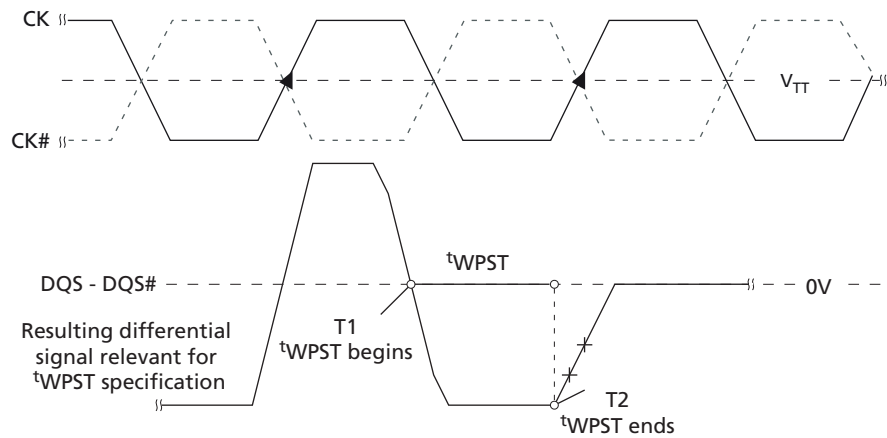 CK
V_TT
CK#
tWPST
DQS - DQS#
0V
Resulting differential
signal relevant for
tWPST specification
T1
tWPST begins
T2
tWPST ends